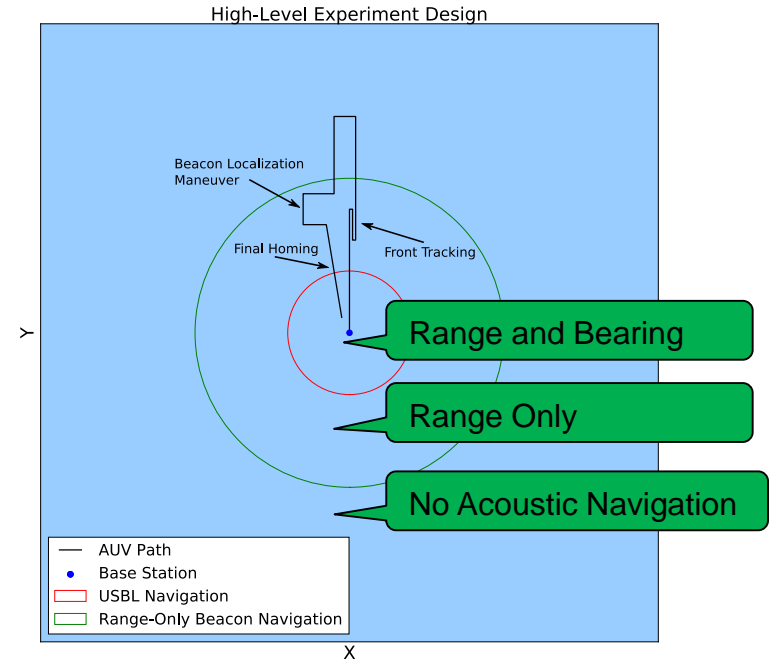 High-Level Experiment Design
Beacon Localization
Maneuver
Final Homing
Front Tracking
Range and Bearing
Range Only
No Acoustic Navigation
Y
AUV Path
Base Station
USBL Navigation
Range-Only Beacon Navigation
X